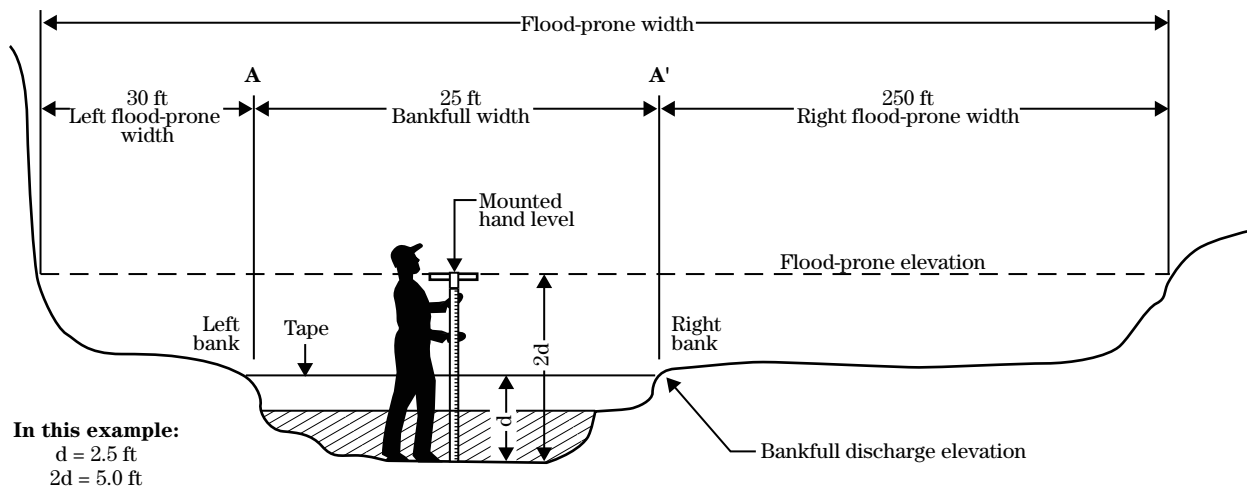 Flood-prone width
A
A'
30 ft
Left flood-prone
width
25 ft
Bankfull width
250 ft
Right flood-prone width
Mounted
hand level
Flood-prone elevation
Left
bank
Tape
Right
bank
2d
d
In this example:
d = 2.5 ft
2d = 5.0 ft
Bankfull discharge elevation